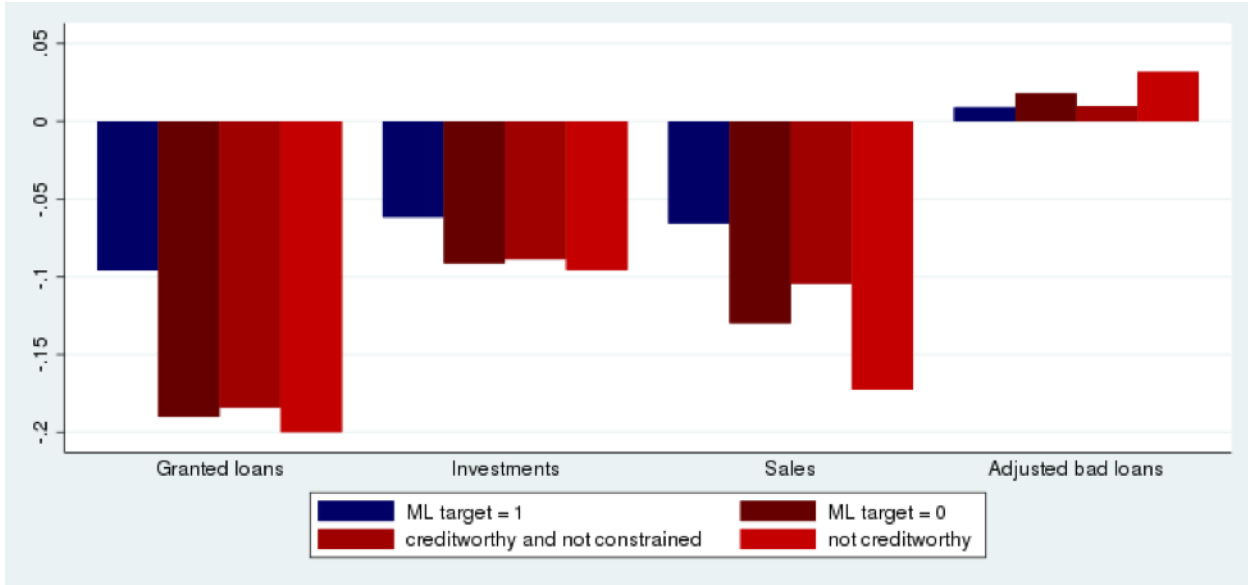 .05
0
-.05
-.1
-.15
-.2
Granted loans Investments Sales Adjusted bad loans
ML target = 1 ML target = 0
creditworthy and not constrained not creditworthy